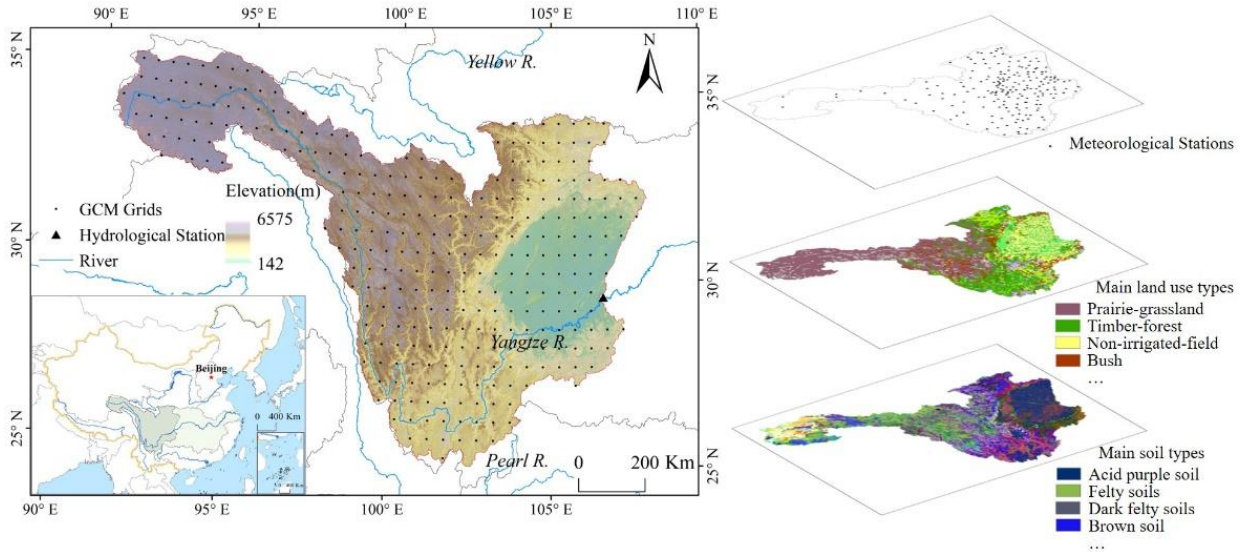 90° E
95° E
100° E
105° E
110° E
35° N
30° N
25° N
35° N
30° N
25° N
N
Yellow R.
Elevation(m)
6575
142
GCM Grids
Hydrological Station
River
Yangtze R.
Pearl R.
0 200 Km
Beijing
0 400 Km
90° E
95° E
100° E
105° E
Meteorological Stations
Main land use types
Prairie-grassland
Timber-forest
Non-irrigated-field
Bush
...
Main soil types
Acid purple soil
Felty soils
Dark felty soils
Brown soil
...